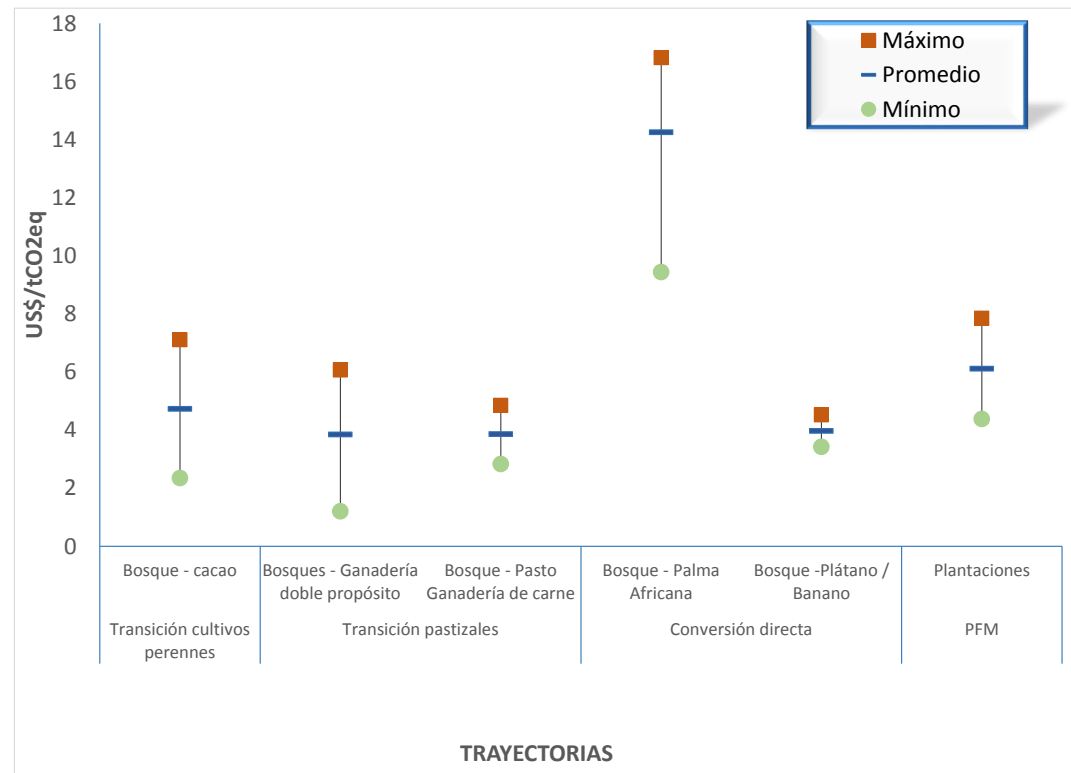 18
16
14
12
10
8
6
4
2
0
US$/tCO2eq
Máximo
Promedio
Mínimo
Bosque - cacao
Bosques - Ganadería
doble propósito
Bosque - Pasto
Ganadería de carne
Bosque - Palma
Africana
Bosque -Plátano /
Banano
Plantaciones
Transición cultivos
perennes
Transición pastizales
Conversión directa
PFM
TRAYECTORIAS